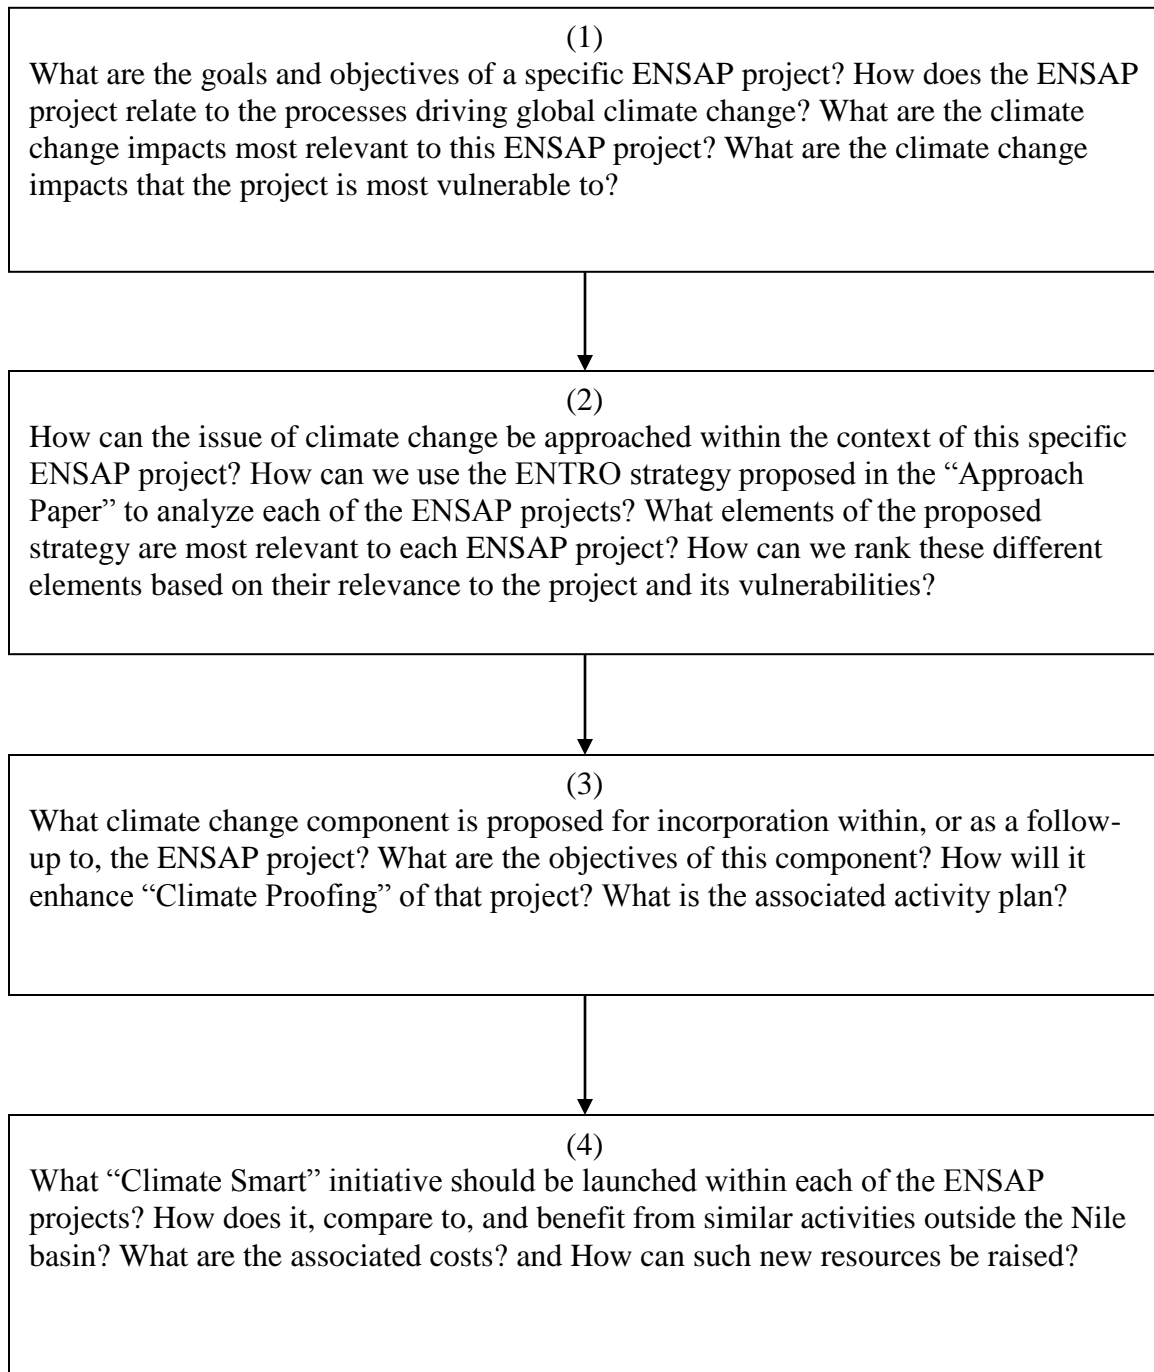 (1)
What are the goals and objectives of a specific ENSAP project? How does the ENSAP
project relate to the processes driving global climate change? What are the climate
change impacts most relevant to this ENSAP project? What are the climate change
impacts that the project is most vulnerable to?
(2)
How can the issue of climate change be approached within the context of this specific
ENSAP project? How can we use the ENTRO strategy proposed in the “Approach
Paper” to analyze each of the ENSAP projects? What elements of the proposed
strategy are most relevant to each ENSAP project? How can we rank these different
elements based on their relevance to the project and its vulnerabilities?
(3)
What climate change component is proposed for incorporation within, or as a follow-
up to, the ENSAP project? What are the objectives of this component? How will it
enhance “Climate Proofing” of that project? What is the associated activity plan?
(4)
What “Climate Smart” initiative should be launched within each of the ENSAP
projects? How does it, compare to, and benefit from similar activities outside the Nile
basin? What are the associated costs? and How can such new resources be raised?